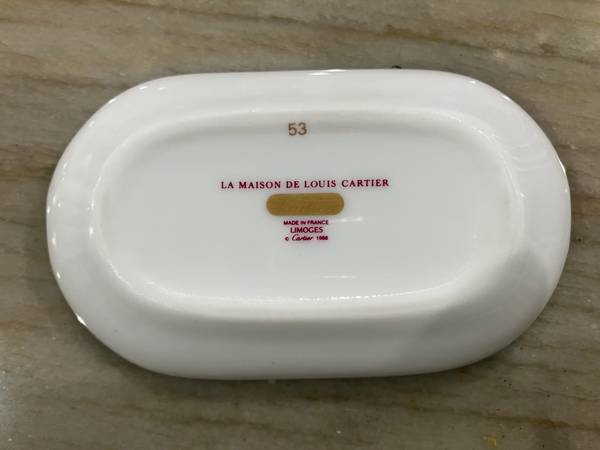 53
LA MAISON DE LOUIS CARTIER
MADE IN FRANCE
LIMOGES
© Cartier 1988